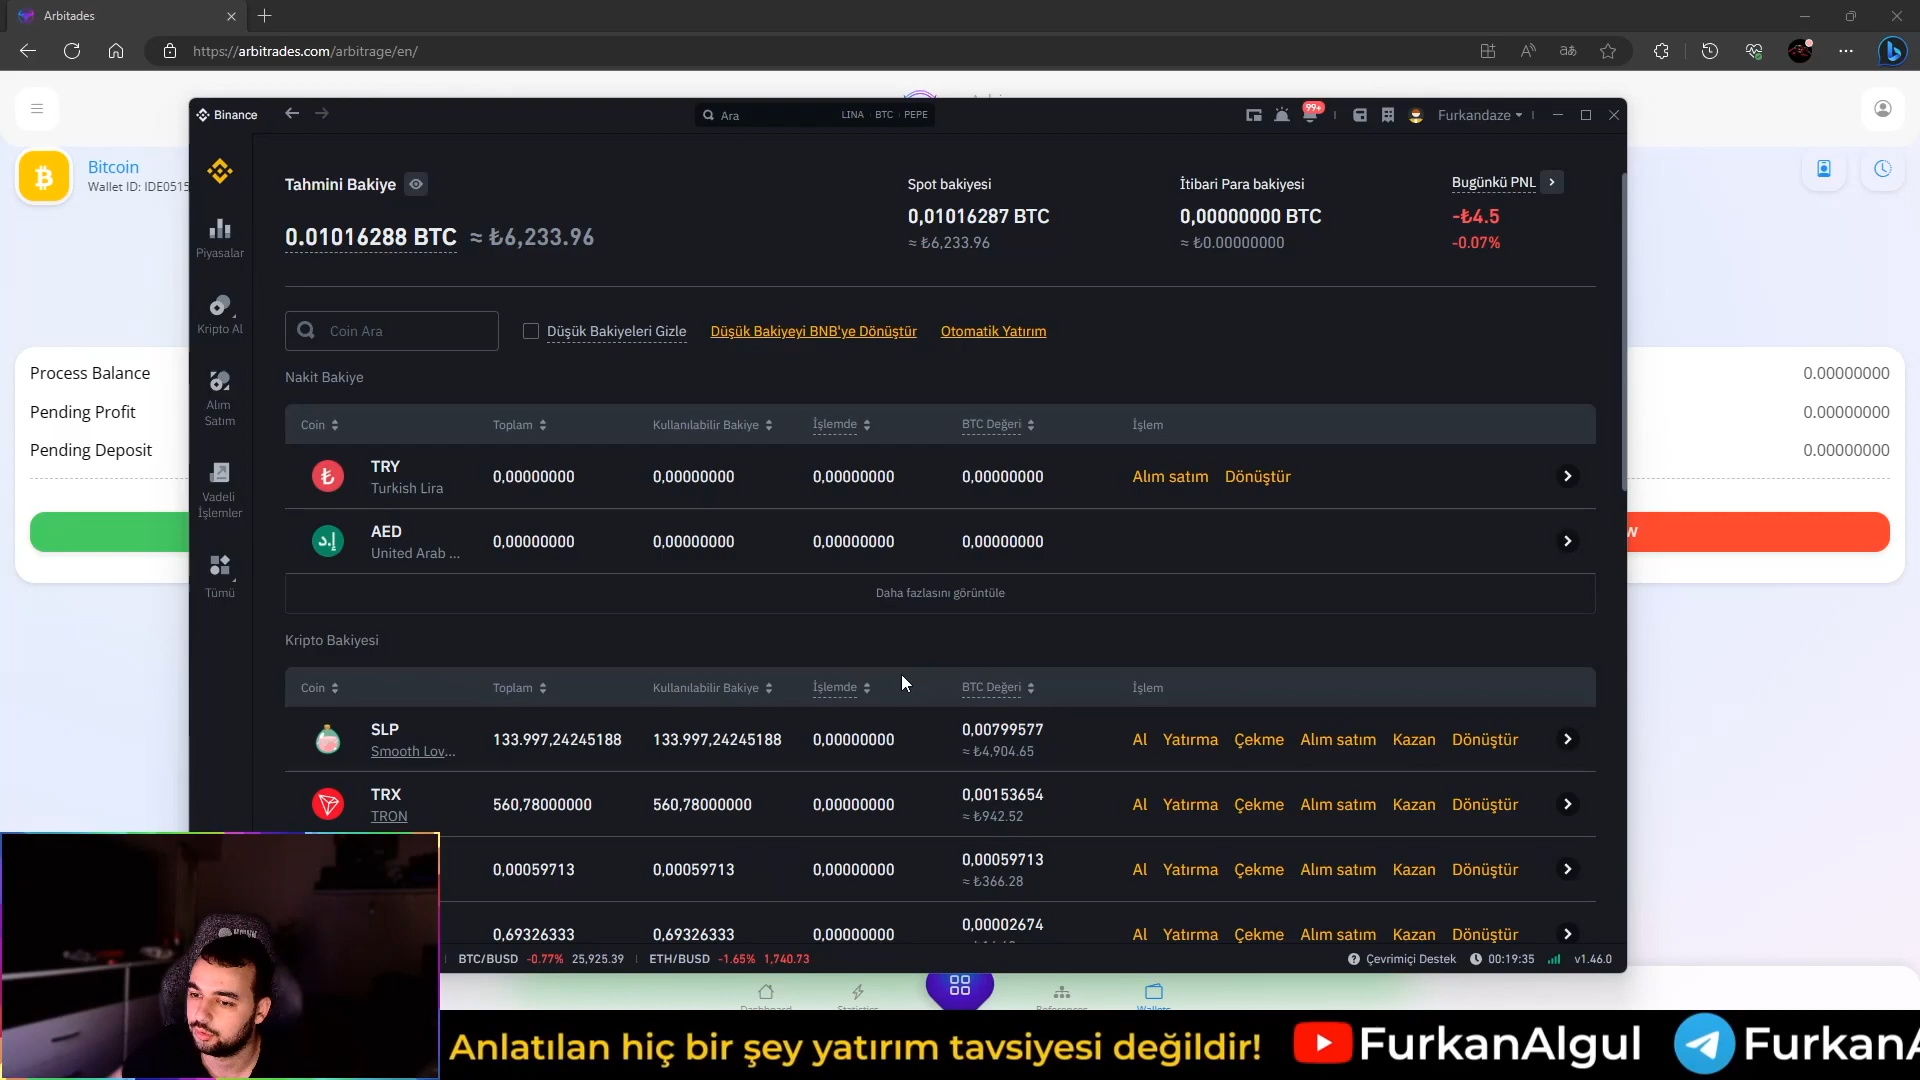 Arbitades
https://arbitrades.com/arbitrage/en/
Binance
Ara
LINA
BTC
PEPE
99+
Furkandaze
Bitcoin
Wallet ID: IDE0515
Piyasalar
Kripto Al
Alım
Satım
Vadeli
İşlemler
Tümü
Tahmini Bakiye
0.01016288 BTC ≈ ₺6,233.96
Spot bakiyesi
0,01016287 BTC
≈ ₺6,233.96
İtibari Para bakiyesi
0,00000000 BTC
≈ ₺0.00000000
Bugünkü PNL
-₺4.5
-0.07%
Coin Ara
Düşük Bakiyeleri Gizle
Düşük Bakiyeyi BNB'ye Dönüştür
Otomatik Yatırım
Process Balance
0.00000000
Pending Profit
0.00000000
Pending Deposit
0.00000000
W
Nakit Bakiye
Coin Toplam Kullanılabilir Bakiye İşlemde BTC Değeri İşlem
TRY 0,00000000 0,00000000 0,00000000 0,00000000 Alım satım Dönüştür
Turkish Lira
AED 0,00000000 0,00000000 0,00000000 0,00000000
United Arab ...
Daha fazlasını görüntüle
Kripto Bakiyesi
Coin Toplam Kullanılabilir Bakiye İşlemde BTC Değeri İşlem
SLP 133.997,24245188 133.997,24245188 0,00000000 0,00799577 Al Yatırma Çekme Alım satım Kazan Dönüştür
Smooth Lov... ≈ ₺4,904.65
TRX 560,78000000 560,78000000 0,00000000 0,00153654 Al Yatırma Çekme Alım satım Kazan Dönüştür
TRON ≈ ₺942.52
0,00059713 0,00059713 0,00000000 0,00059713 Al Yatırma Çekme Alım satım Kazan Dönüştür
≈ ₺366.28
0,69326333 0,69326333 0,00000000 0,00002674 Al Yatırma Çekme Alım satım Kazan Dönüştür
BTC/BUSD -0.77% 25,925.39 ETH/BUSD -1.65% 1,740.73
Çevrimiçi Destek 00:19:35 v1.46.0
Dashboard Statistics References Wallets
Anlatılan hiç bir şey yatırım tavsiyesi değildir! FurkanAlgul FurkanA